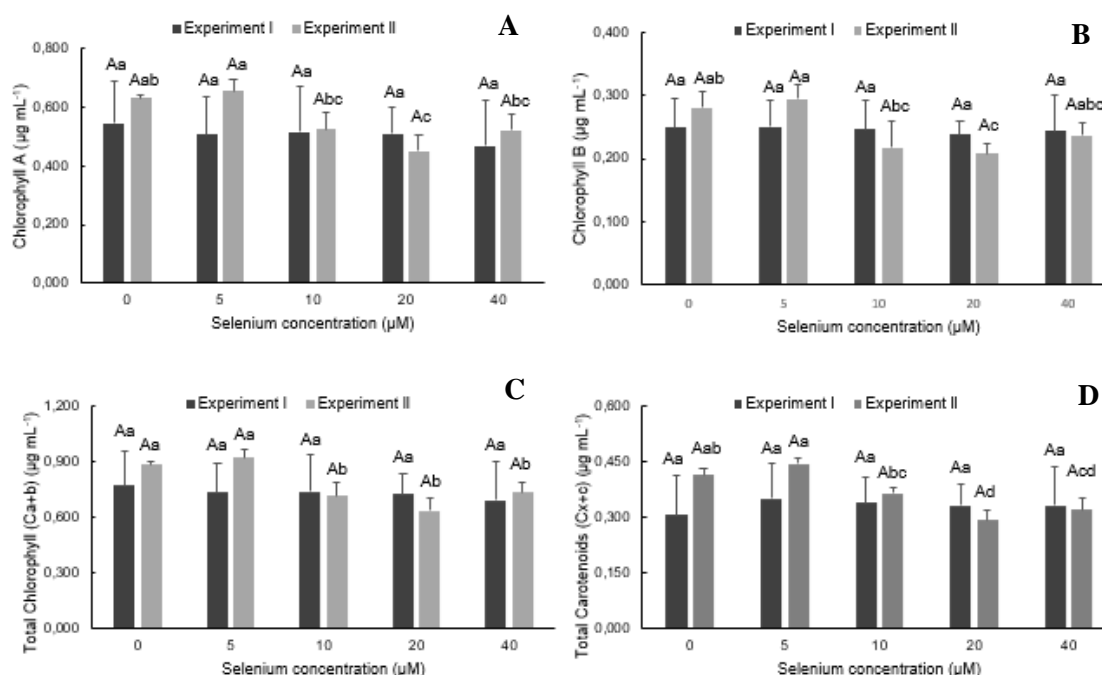 Experiment I Experiment II A
Chlorophyll A (µg mL⁻¹)
0,800
0,600
0,400
0,200
0,000
Aa Aab Aa Aa Aa Abc Aa Ac Aa Abc
0 5 10 20 40
Selenium concentration (µM)
Experiment I Experiment II B
Chlorophyll B (µg mL⁻¹)
0,400
0,300
0,200
0,100
0,000
Aa Aab Aa Aa Aa Abc Aa Ac Aa Aabc
0 5 10 20 40
Selenium concentration (µM)
Experiment I Experiment II C
Total Chlorophyll (Ca+b) (µg mL⁻¹)
1,200
0,900
0,600
0,300
0,000
Aa Aa Aa Aa Aa Ab Aa Ab Aa Ab
0 5 10 20 40
Selenium concentration (µM)
Experiment I Experiment II D
Total Carotenoids (Cx+c) (µg mL⁻¹)
0,600
0,450
0,300
0,150
0,000
Aa Aab Aa Aa Aa Abc Aa Ad Aa Acd
0 5 10 20 40
Selenium concentration (µM)